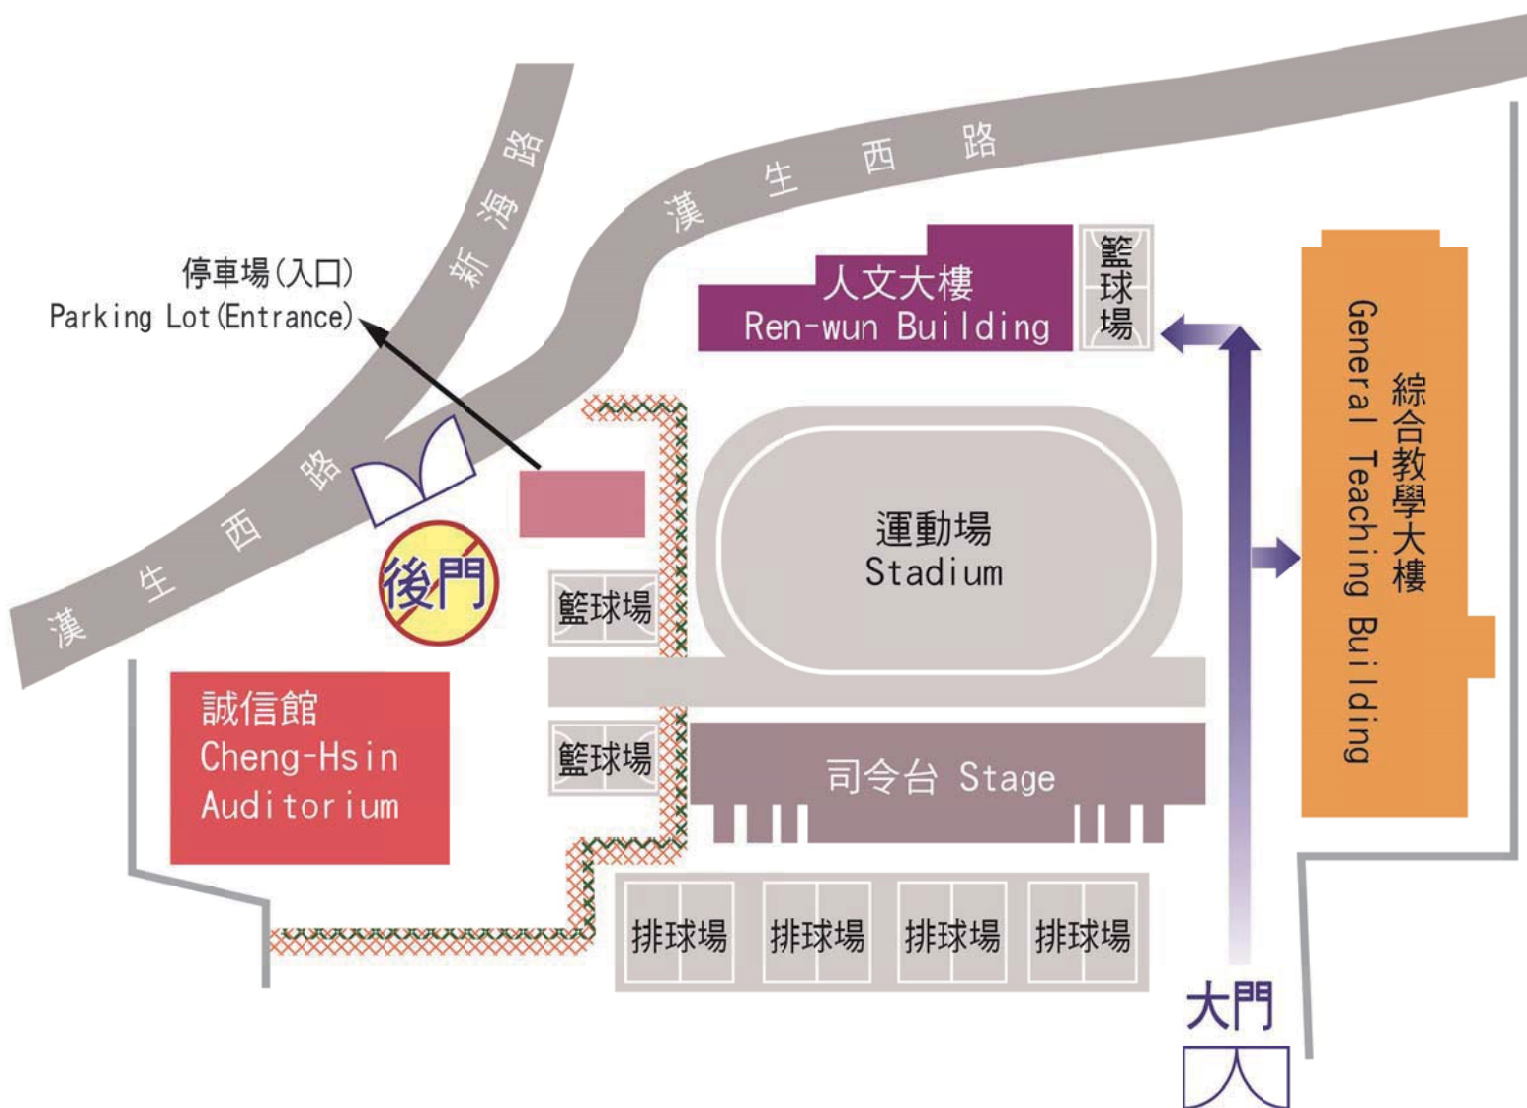 新海路
漢生西路
停車場(入口)
Parking Lot(Entrance)
籃球場
人文大樓
Ren-wun Building
綜合教學大樓
General Teaching Building
漢生西路
運動場
Stadium
後門
籃球場
誠信館
Cheng-Hsin
Auditorium
籃球場
司令台 Stage
排球場
排球場
排球場
排球場
大門